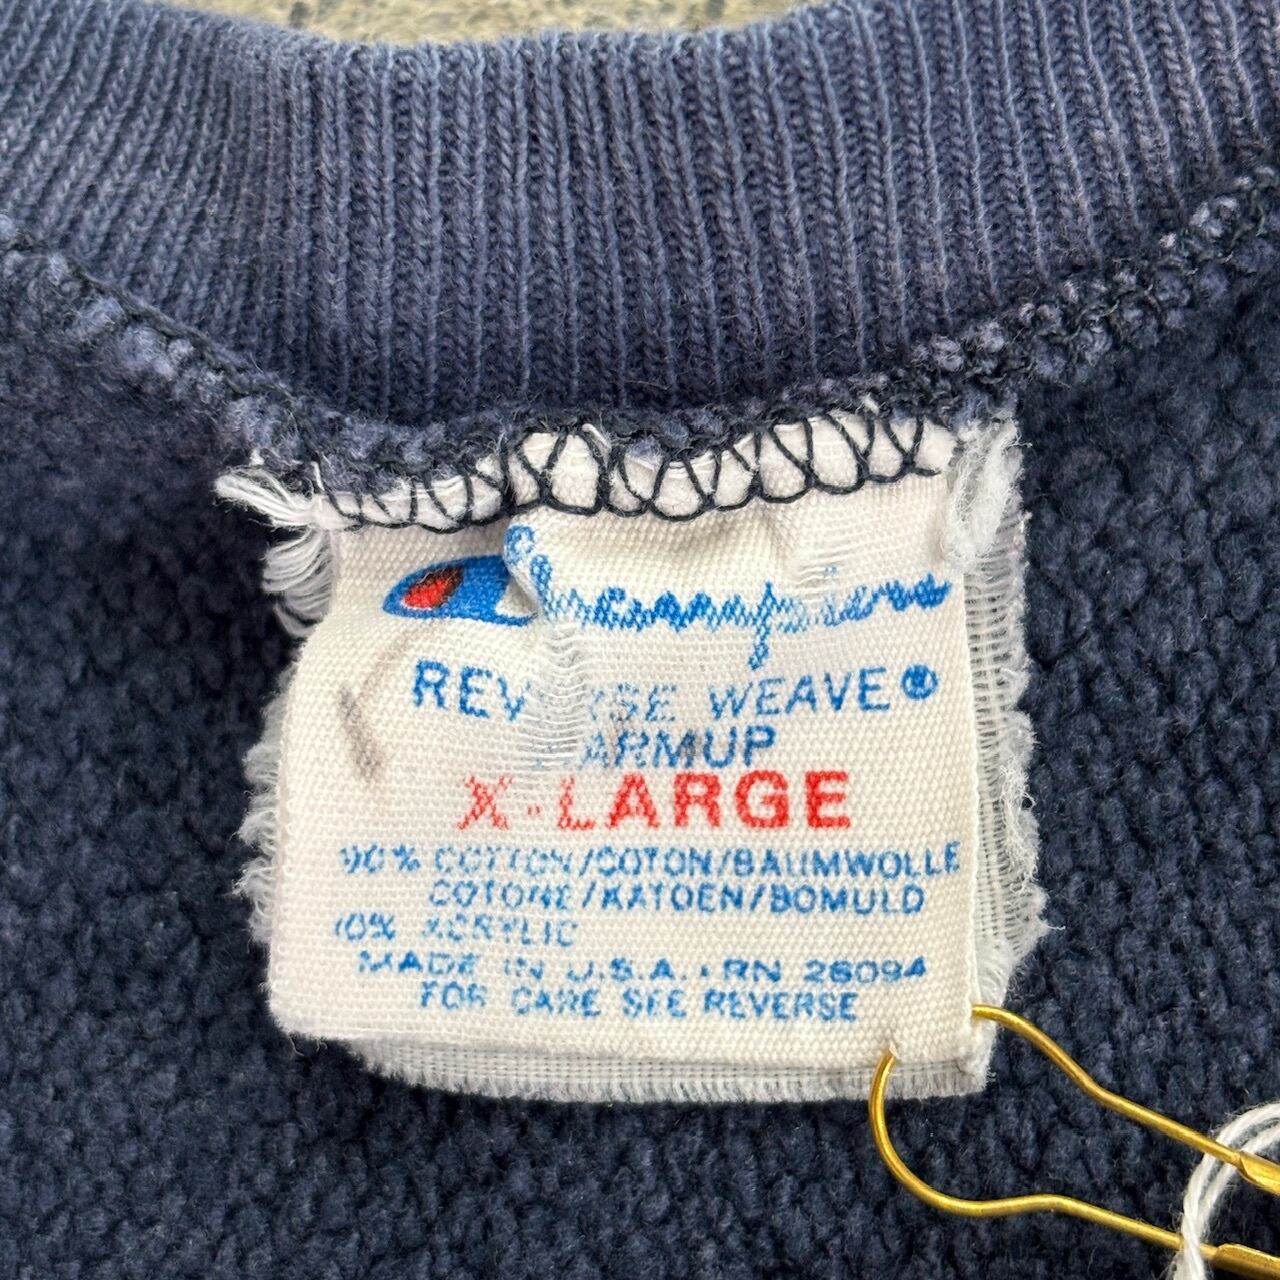 Champion
REVERSE WEAVE®
WARMUP
X-LARGE
90% COTTON/COTON/BAUMWOLLE
COTONE/KATOEN/BOMULD
10% ACRYLIC
MADE IN U.S.A. • RN 26094
FOR CARE SEE REVERSE